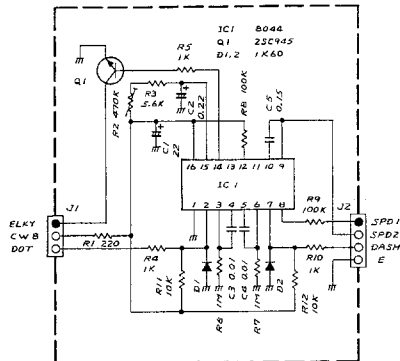 IC1 8044
Q1 2SC945
D1,2 1K60
R5
1K
Q1
R3
5.6K
R2 470K
C2
0.22
R8 100K
C5
0.15
C1
22
16 15 14 13 12 11 10 9
IC1
1 2 3 4 5 6 7 8
J1
ELKY
CWB
DOT
R1 220
R4
1K
R11
10K
D1
R6
1M
C3 0.01
C4 0.01
R7
1M
D2
R12
10K
R10
1K
R9
100K
J2
SPD1
SPD2
DASH
E